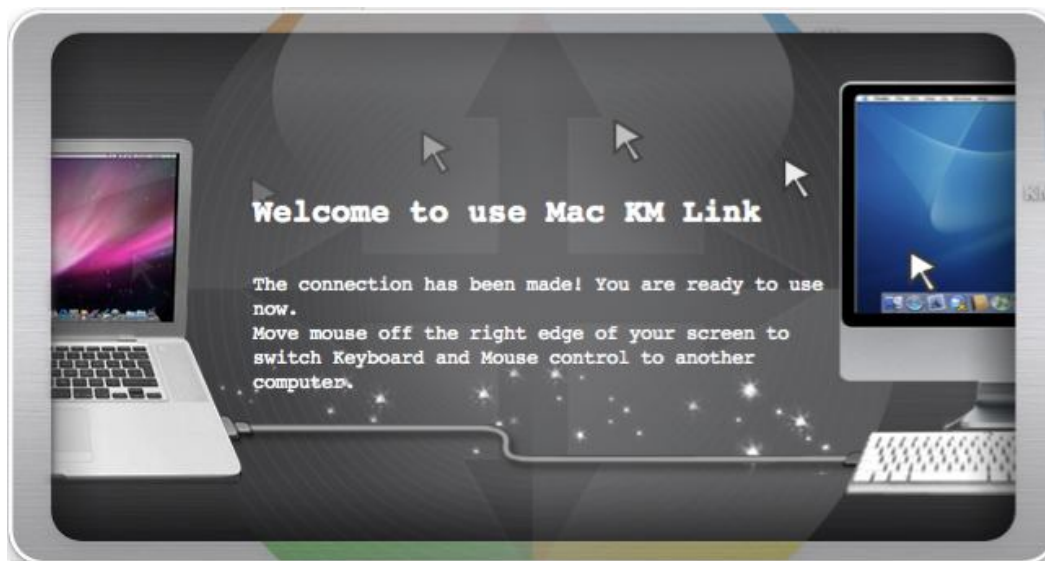 Welcome to use Mac KM Link
The connection has been made! You are ready to use
now.
Move mouse off the right edge of your screen to
switch Keyboard and Mouse control to another
computer.